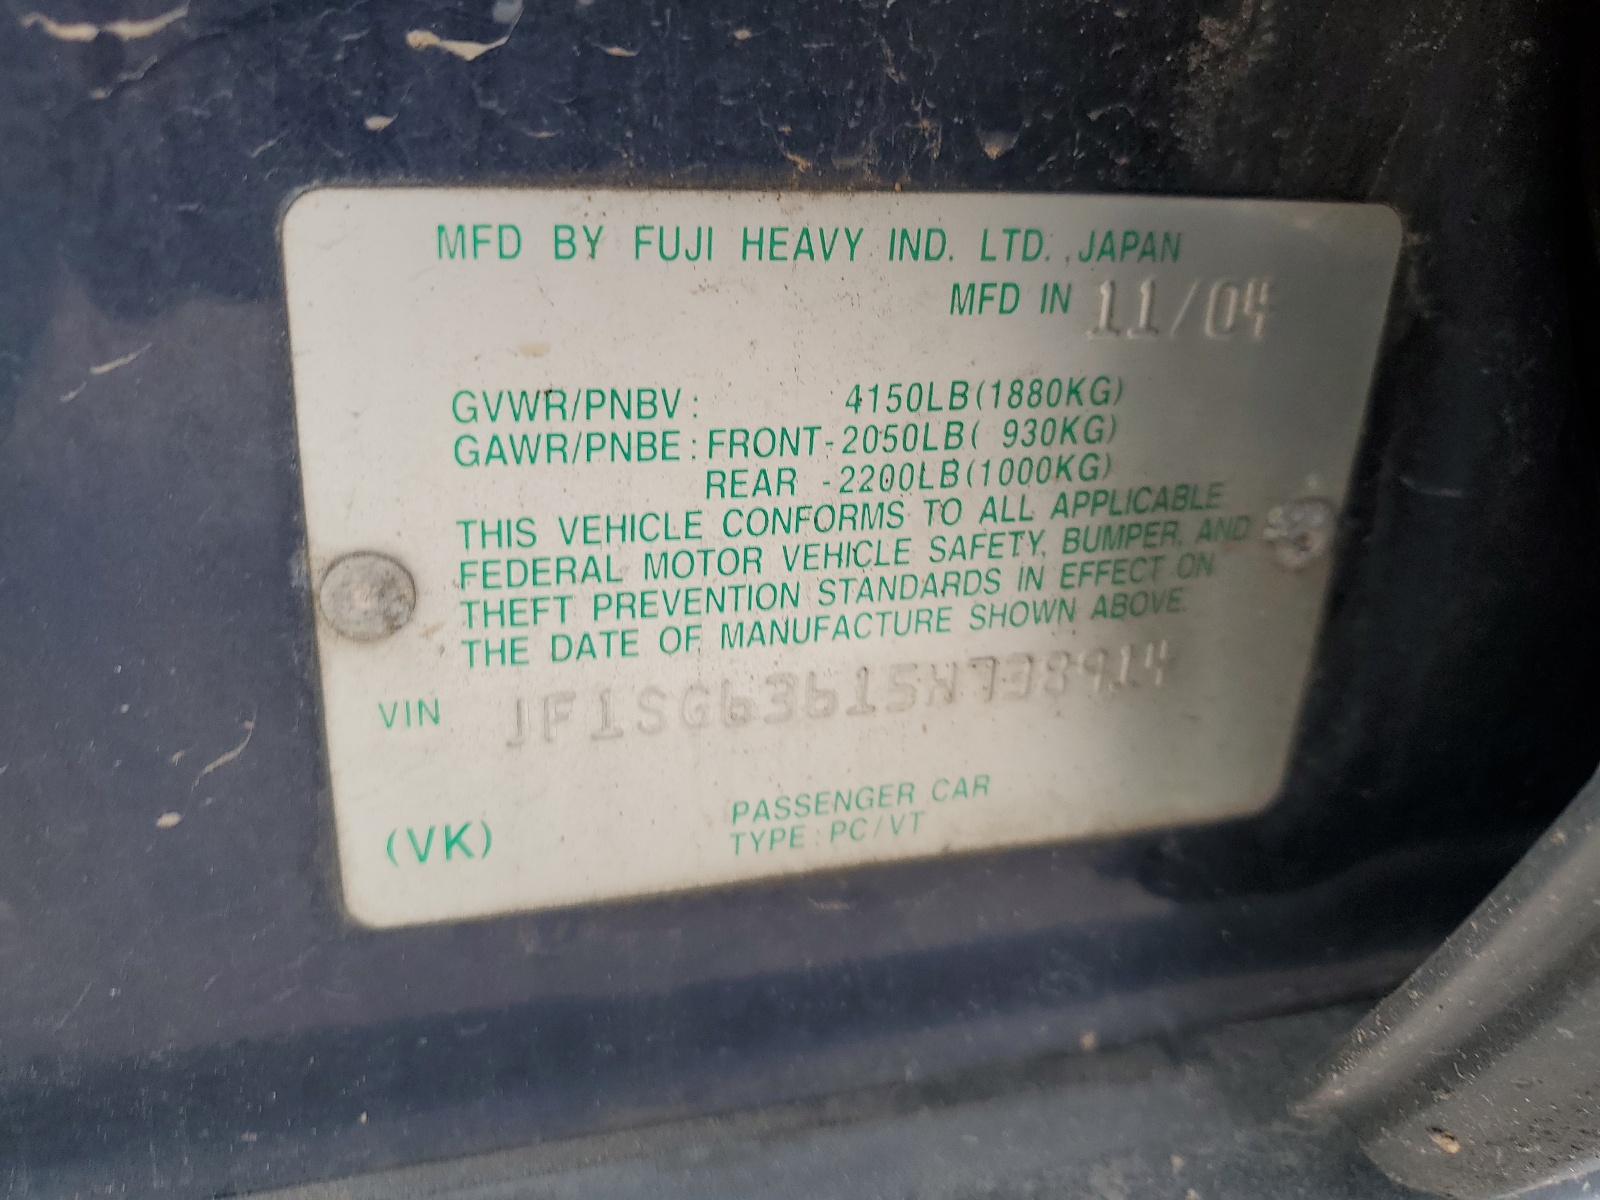 MFD BY FUJI HEAVY IND. LTD., JAPAN
MFD IN 11/04
GVWR/PNBV: 4150LB(1880KG)
GAWR/PNBE: FRONT-2050LB( 930KG)
REAR -2200LB(1000KG)
THIS VEHICLE CONFORMS TO ALL APPLICABLE
FEDERAL MOTOR VEHICLE SAFETY, BUMPER, AND
THEFT PREVENTION STANDARDS IN EFFECT ON
THE DATE OF MANUFACTURE SHOWN ABOVE.
VIN JF1SG63615H738914
(VK)
PASSENGER CAR
TYPE: PC/VT